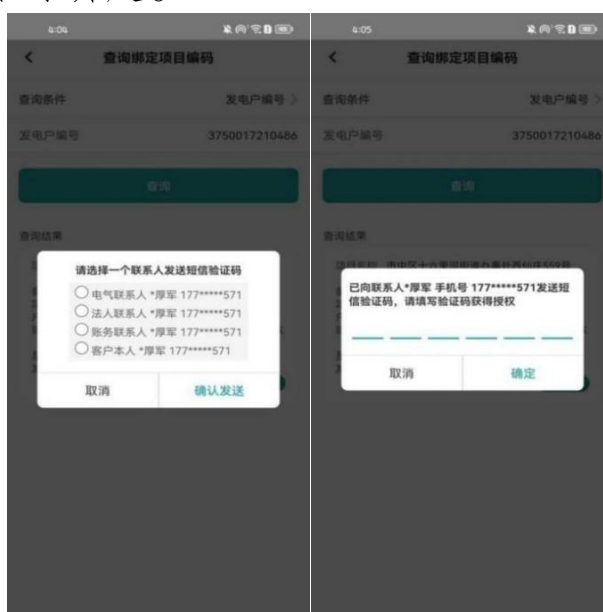 4:04
查询绑定项目编码
查询条件 发电户编号
发电户编号 3750017210486
查询
查询结果
请选择一个联系人发送短信验证码
电气联系人 *厚军 177*****571
法人联系人 *厚军 177*****571
账务联系人 *厚军 177*****571
客户本人 *厚军 177*****571
取消 确认发送
4:05
查询绑定项目编码
查询条件 发电户编号
发电户编号 3750017210486
查询
查询结果
已向联系人*厚军 手机号 177*****571发送短
信验证码，请填写验证码获得授权
取消 确定